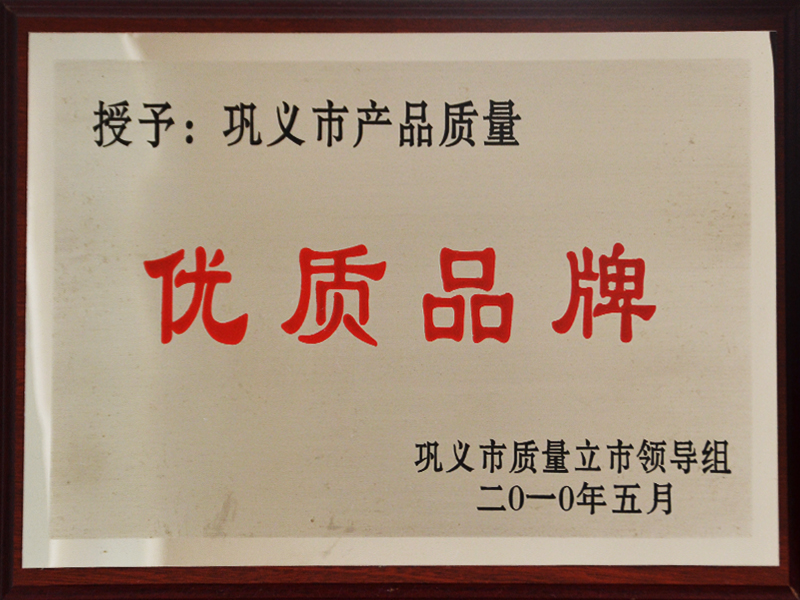 授予：巩义市产品质量
优质品牌
巩义市质量立市领导组
二0一0年五月